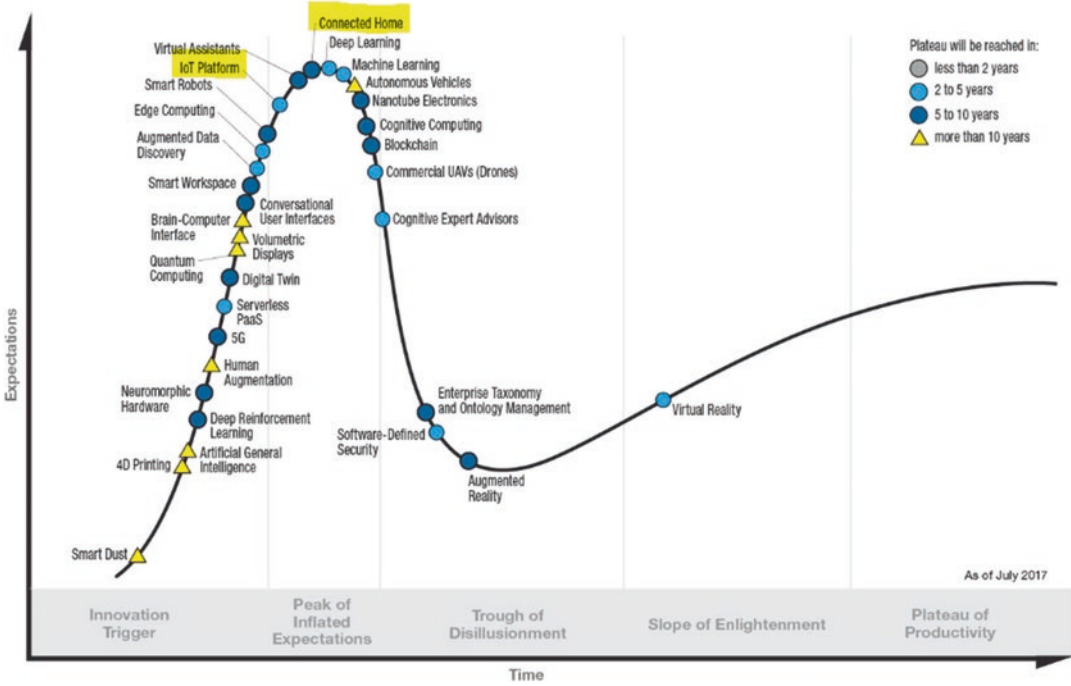 Connected Home
Deep Learning
Virtual Assistants
IoT Platform
Machine Learning
Smart Robots
Autonomous Vehicles
Nanotube Electronics
Edge Computing
Cognitive Computing
Augmented Data
Discovery
Blockchain
Commercial UAVs (Drones)
Smart Workspace
Conversational
User Interfaces
Cognitive Expert Advisors
Brain-Computer
Interface
Volumetric
Displays
Quantum
Computing
Digital Twin
Serverless
PaaS
5G
Human
Augmentation
Neuromorphic
Hardware
Deep Reinforcement
Learning
Artificial General
Intelligence
4D Printing
Smart Dust
Enterprise Taxonomy
and Ontology Management
Software-Defined
Security
Augmented
Reality
Virtual Reality
Plateau will be reached in:
less than 2 years
2 to 5 years
5 to 10 years
more than 10 years
As of July 2017
Expectations
Innovation
Trigger
Peak of
Inflated
Expectations
Trough of
Disillusionment
Slope of Enlightenment
Plateau of
Productivity
Time